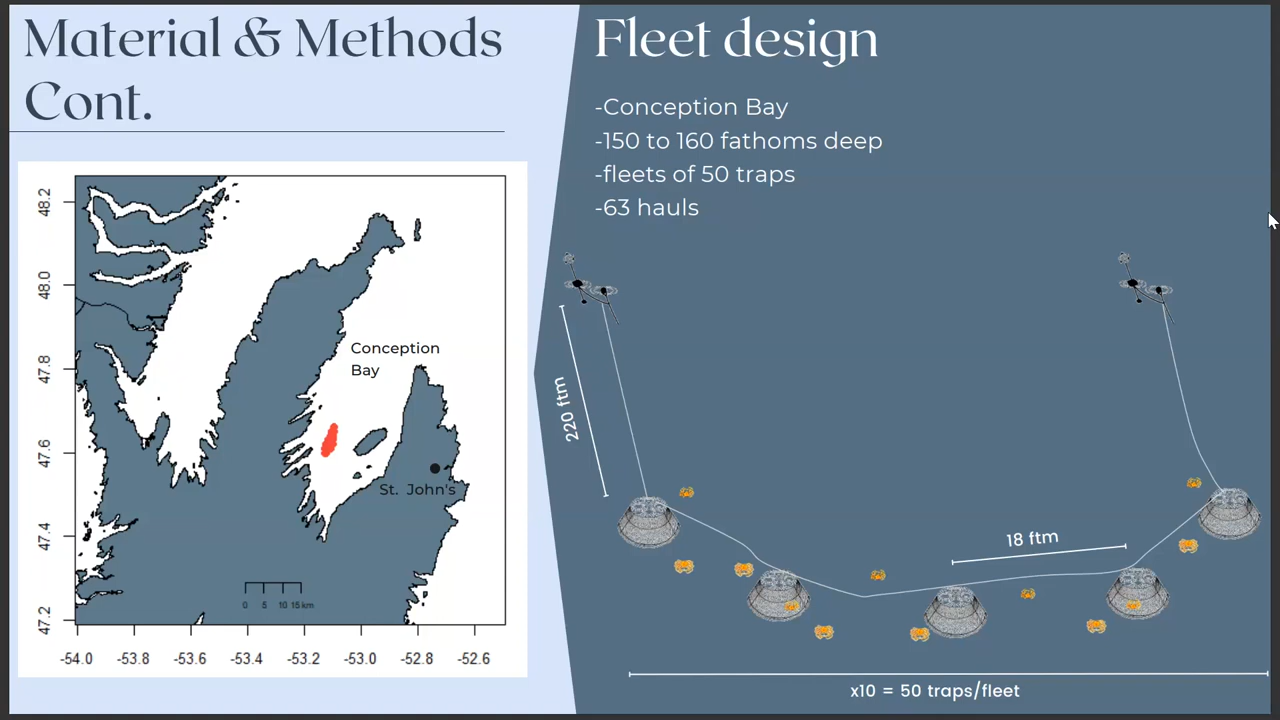 Material & Methods
Cont.
48.2
48.0
47.8
47.6
47.4
47.2
Conception
Bay
St. John's
0 5 10 15 km
-54.0 -53.8 -53.6 -53.4 -53.2 -53.0 -52.8 -52.6
Fleet design
-Conception Bay
-150 to 160 fathoms deep
-fleets of 50 traps
-63 hauls
220 ftm
18 ftm
x10 = 50 traps/fleet